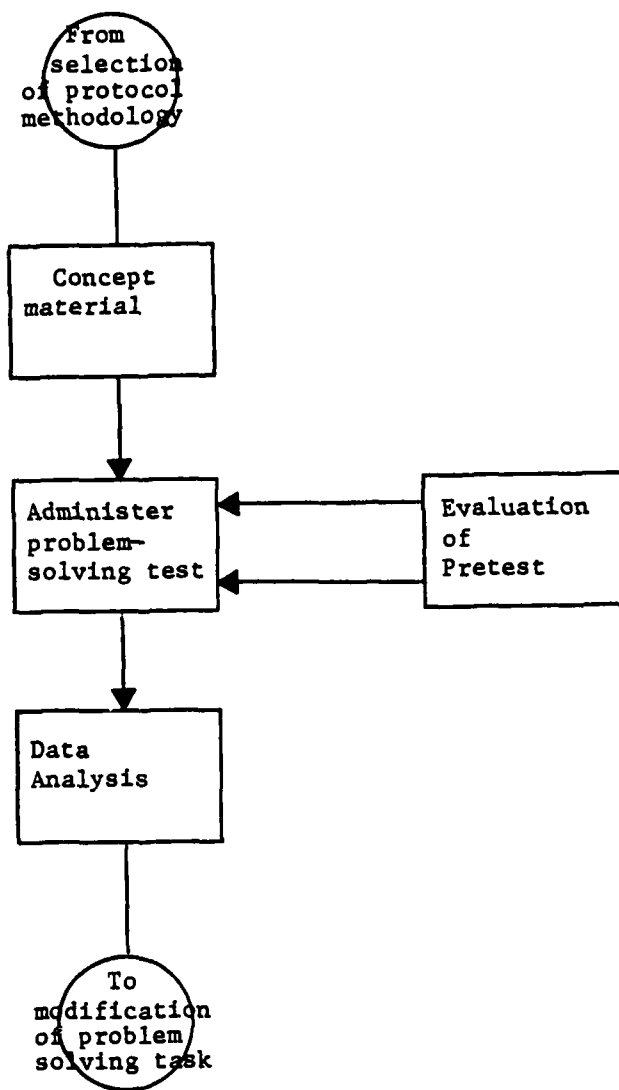 From
selection
of protocol
methodology
Concept
material
Administer
problem-
solving test
Evaluation
of
Pretest
Data
Analysis
To
modification
of problem
solving task